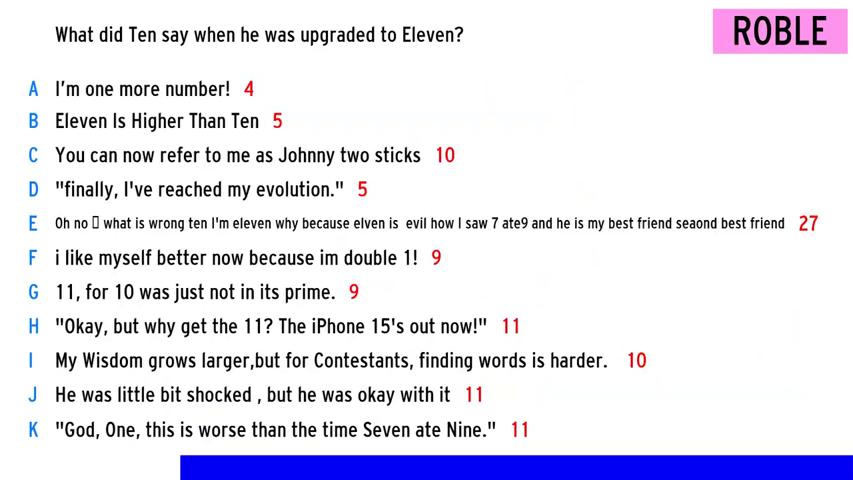 What did Ten say when he was upgraded to Eleven?
ROBLE
A I'm one more number! 4
B Eleven Is Higher Than Ten 5
C You can now refer to me as Johnny two sticks 10
D "finally, I've reached my evolution." 5
E Oh no ▯ what is wrong ten I'm eleven why because elven is evil how I saw 7 ate9 and he is my best friend seaond best friend 27
F i like myself better now because im double 1! 9
G 11, for 10 was just not in its prime. 9
H "Okay, but why get the 11? The iPhone 15's out now!" 11
I My Wisdom grows larger,but for Contestants, finding words is harder. 10
J He was little bit shocked , but he was okay with it 11
K "God, One, this is worse than the time Seven ate Nine." 11